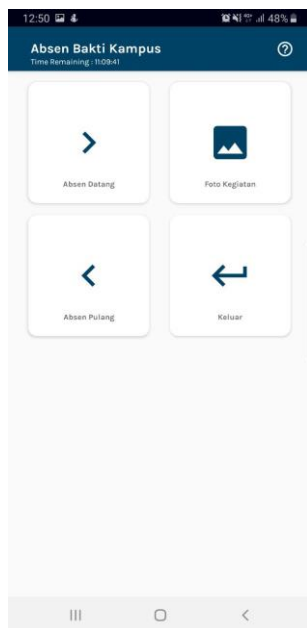 12:50 48%
Absen Bakti Kampus
Time Remaining : 11:09:41
Absen Datang Foto Kegiatan
Absen Pulang Keluar